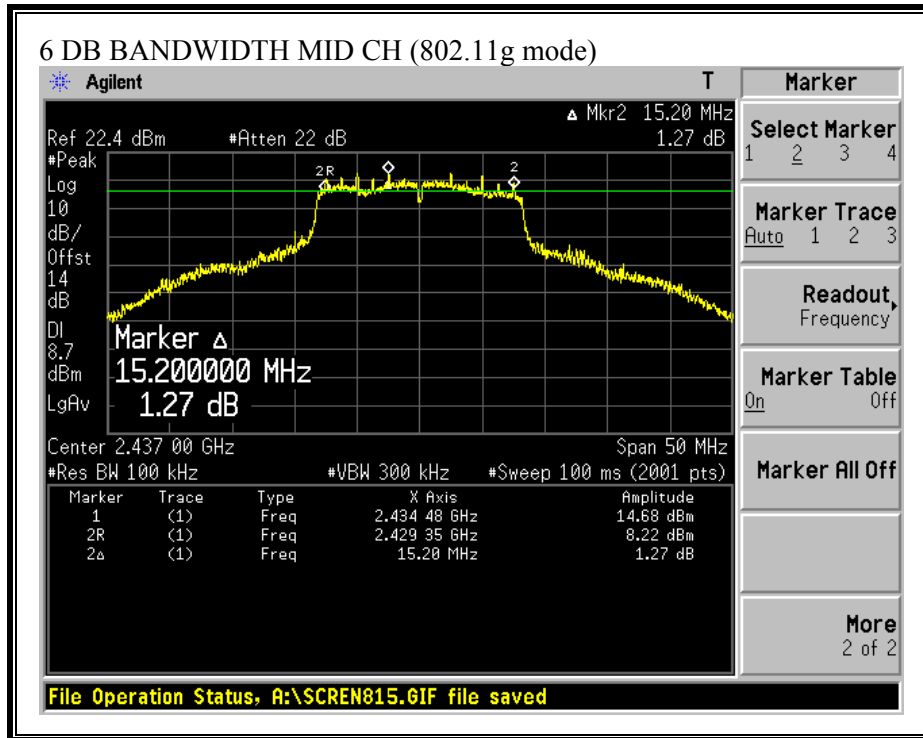 6 DB BANDWIDTH MID CH (802.11g mode)
Agilent T
Marker
Δ Mkr2 15.20 MHz
Ref 22.4 dBm #Atten 22 dB 1.27 dB
#Peak
Log
10
dB/
Offst
14
dB
DI
8.7
dBm
LgAv
2R
2
Marker Δ
15.200000 MHz
1.27 dB
Center 2.437 00 GHz Span 50 MHz
#Res BW 100 kHz #VBW 300 kHz #Sweep 100 ms (2001 pts)
Marker Trace Type X Axis Amplitude
1 (1) Freq 2.434 48 GHz 14.68 dBm
2R (1) Freq 2.429 35 GHz 8.22 dBm
2Δ (1) Freq 15.20 MHz 1.27 dB
Select Marker
1 2 3 4
Marker Trace
Auto 1 2 3
Readout
Frequency
Marker Table
On Off
Marker All Off
More
2 of 2
File Operation Status, A:\SCREN815.GIF file saved